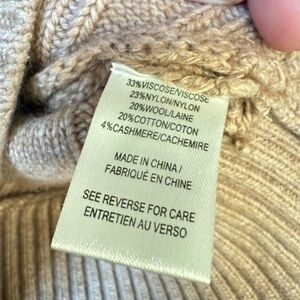 33%VISCOSE/VISCOSE
23%NYLON/NYLON
20%WOOL/LAINE
20%COTTON/COTON
4%CASHMERE/CACHEMIRE
MADE IN CHINA/
FABRIQUÉ EN CHINE
SEE REVERSE FOR CARE
ENTRETIEN AU VERSO